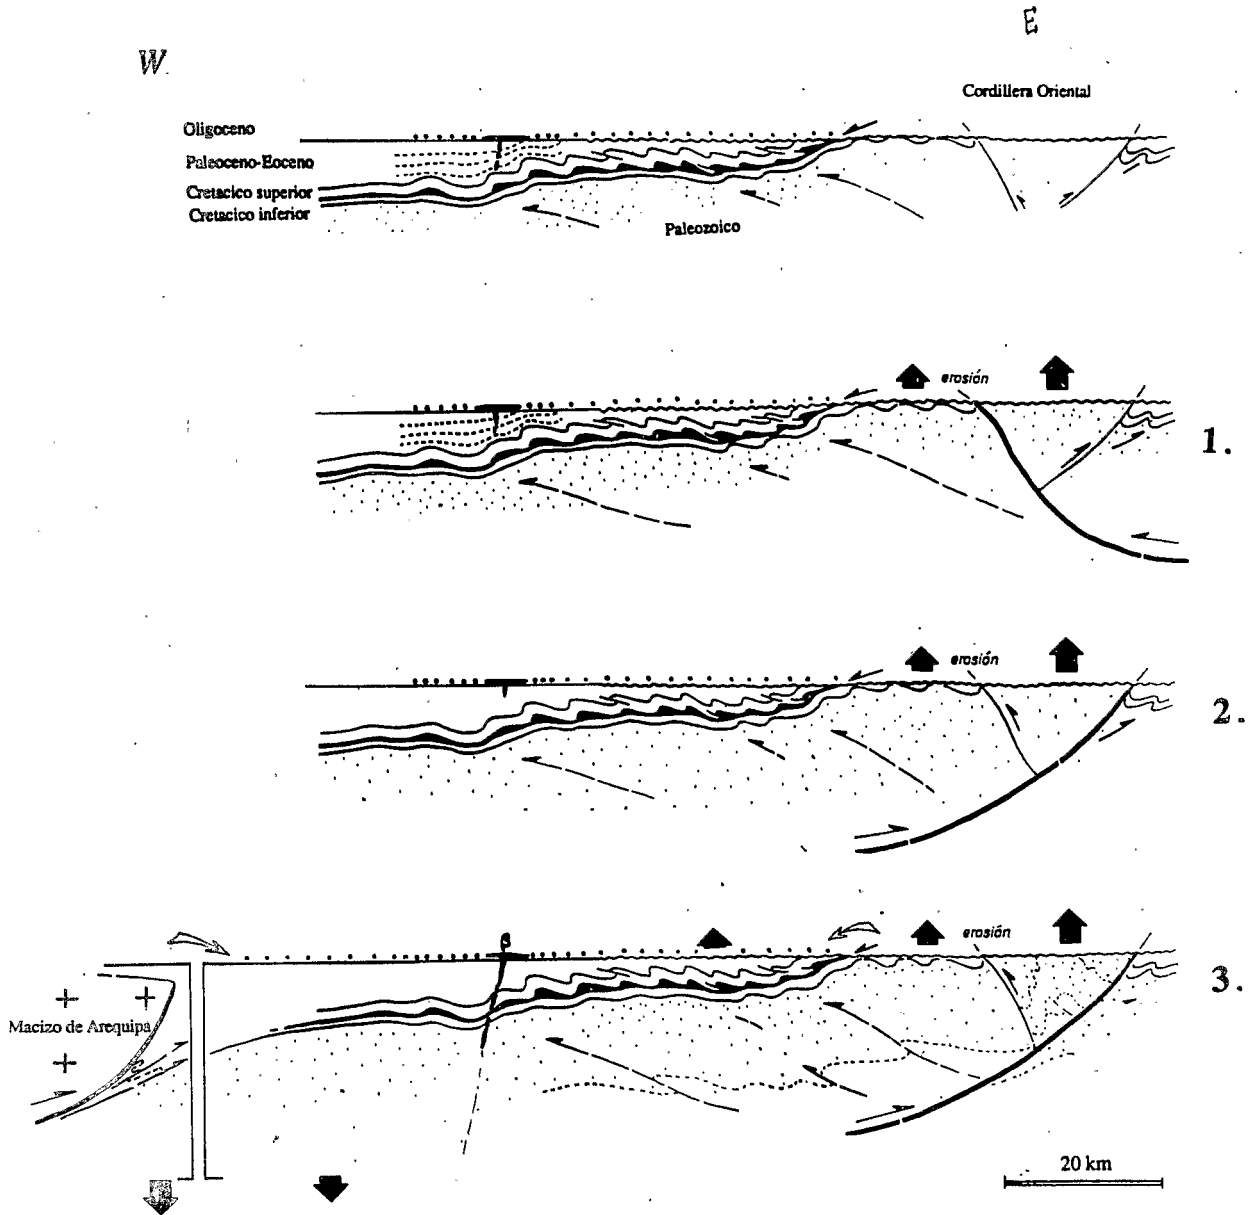 E
W.
Cordillera Oriental
Oligoceno
Paleoceno-Eoceno
Cretacico superior
Cretacico inferior
Paleozoico
erosión
1.
erosión
2.
erosión
3.
Macizo de Arequipa
20 km